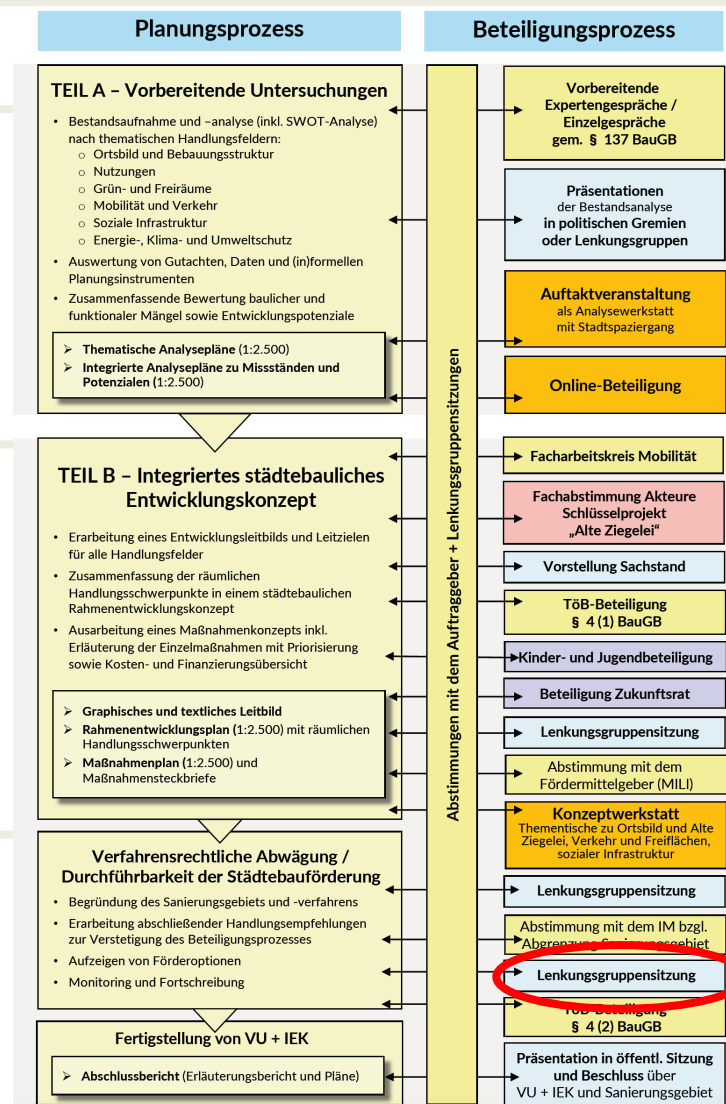 Planungsprozess
Beteiligungsprozess
TEIL A – Vorbereitende Untersuchungen
• Bestandsaufnahme und –analyse (inkl. SWOT-Analyse)
nach thematischen Handlungsfeldern:
o Ortsbild und Bebauungsstruktur
o Nutzungen
o Grün- und Freiräume
o Mobilität und Verkehr
o Soziale Infrastruktur
o Energie-, Klima- und Umweltschutz
• Auswertung von Gutachten, Daten und (in)formellen
Planungsinstrumenten
• Zusammenfassende Bewertung baulicher und
funktionaler Mängel sowie Entwicklungspotenziale
➢ Thematische Analysepläne (1:2.500)
➢ Integrierte Analysepläne zu Missständen und
Potenzialen (1:2.500)
TEIL B – Integriertes städtebauliches
Entwicklungskonzept
• Erarbeitung eines Entwicklungsleitbilds und Leitzielen
für alle Handlungsfelder
• Zusammenfassung der räumlichen
Handlungsschwerpunkte in einem städtebaulichen
Rahmenentwicklungskonzept
• Ausarbeitung eines Maßnahmenkonzepts inkl.
Erläuterung der Einzelmaßnahmen mit Priorisierung
sowie Kosten- und Finanzierungsübersicht
➢ Graphisches und textliches Leitbild
➢ Rahmenentwicklungsplan (1:2.500) mit räumlichen
Handlungsschwerpunkten
➢ Maßnahmenplan (1:2.500) und
Maßnahmensteckbriefe
Verfahrensrechtliche Abwägung /
Durchführbarkeit der Städtebauförderung
• Begründung des Sanierungsgebiets und -verfahrens
• Erarbeitung abschließender Handlungsempfehlungen
zur Verstetigung des Beteiligungsprozesses
• Aufzeigen von Förderoptionen
• Monitoring und Fortschreibung
Fertigstellung von VU + IEK
➢ Abschlussbericht (Erläuterungsbericht und Pläne)
Abstimmungen mit dem Auftraggeber + Lenkungsgruppensitzungen
Vorbereitende
Expertengespräche /
Einzelgespräche
gem. § 137 BauGB
Präsentationen
der Bestandsanalyse
in politischen Gremien
oder Lenkungsgruppen
Auftaktveranstaltung
als Analysewerkstatt
mit Stadtspaziergang
Online-Beteiligung
Facharbeitskreis Mobilität
Fachabstimmung Akteure
Schlüsselprojekt
„Alte Ziegelei“
Vorstellung Sachstand
TöB-Beteiligung
§ 4 (1) BauGB
Kinder- und Jugendbeteiligung
Beteiligung Zukunftsrat
Lenkungsgruppensitzung
Abstimmung mit dem
Fördermittelgeber (MILI)
Konzeptwerkstatt
Thementische zu Ortsbild und Alte
Ziegelei, Verkehr und Freiflächen,
sozialer Infrastruktur
Lenkungsgruppensitzung
Abstimmung mit dem IM bzgl.
Abgrenzung Sanierungsgebiet
Lenkungsgruppensitzung
TöB-Beteiligung
§ 4 (2) BauGB
Präsentation in öffentl. Sitzung
und Beschluss über
VU + IEK und Sanierungsgebiet